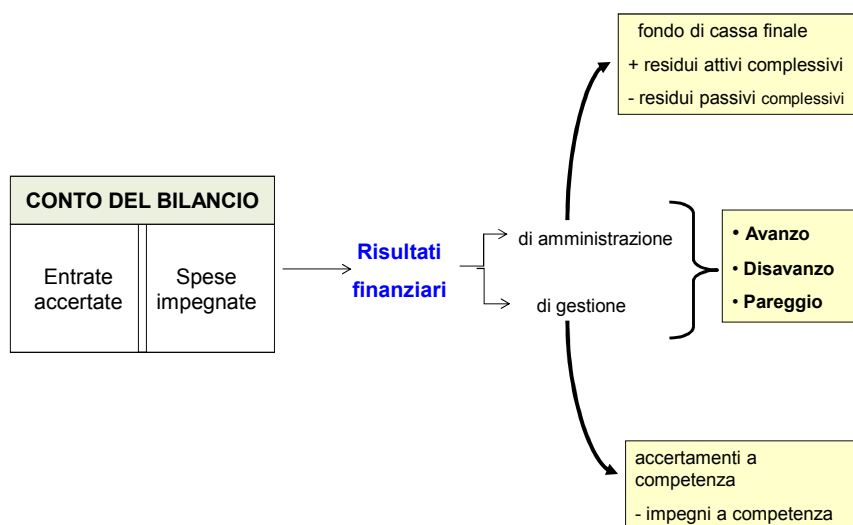 fondo di cassa finale
+ residui attivi complessivi
- residui passivi complessivi
CONTO DEL BILANCIO
Entrate
accertate
Spese
impegnate
Risultati
finanziari
di amministrazione
di gestione
• Avanzo
• Disavanzo
• Pareggio
accertamenti a
competenza
- impegni a competenza